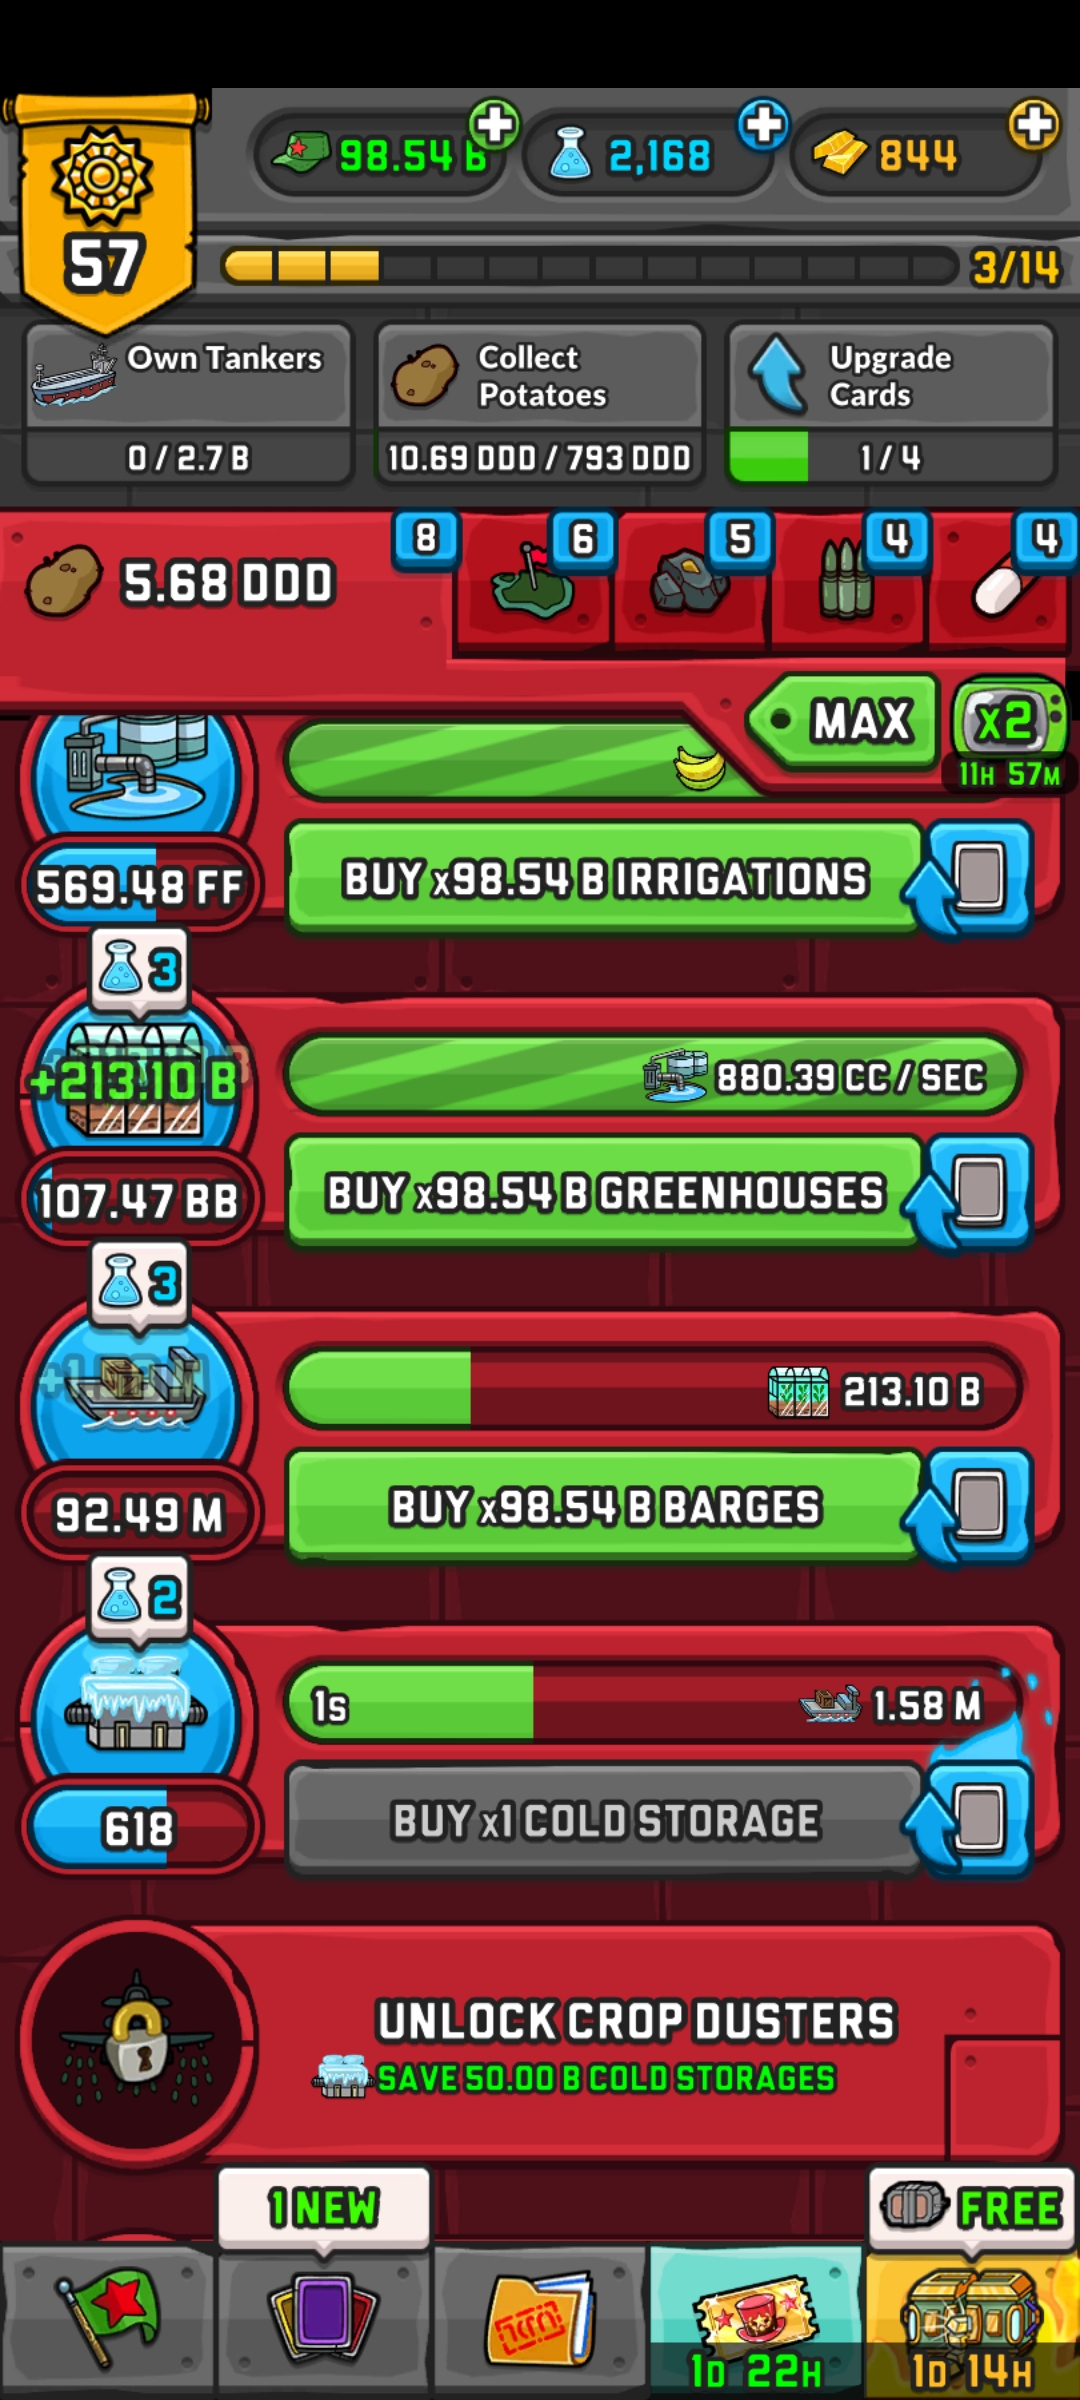 98.54 B
2,168
844
57
3/14
Own Tankers
0 / 2.7 B
Collect
Potatoes
10.69 DDD / 793 DDD
Upgrade
Cards
1 / 4
5.68 DDD
8
6
5
4
4
MAX
x2
11H 57M
569.48 FF
BUY x98.54 B IRRIGATIONS
3
+213.10 B
880.39 CC / SEC
107.47 BB
BUY x98.54 B GREENHOUSES
3
213.10 B
92.49 M
BUY x98.54 B BARGES
2
1s
1.58 M
618
BUY x1 COLD STORAGE
UNLOCK CROP DUSTERS
SAVE 50.00 B COLD STORAGES
1 NEW
FREE
1D 22H
1D 14H